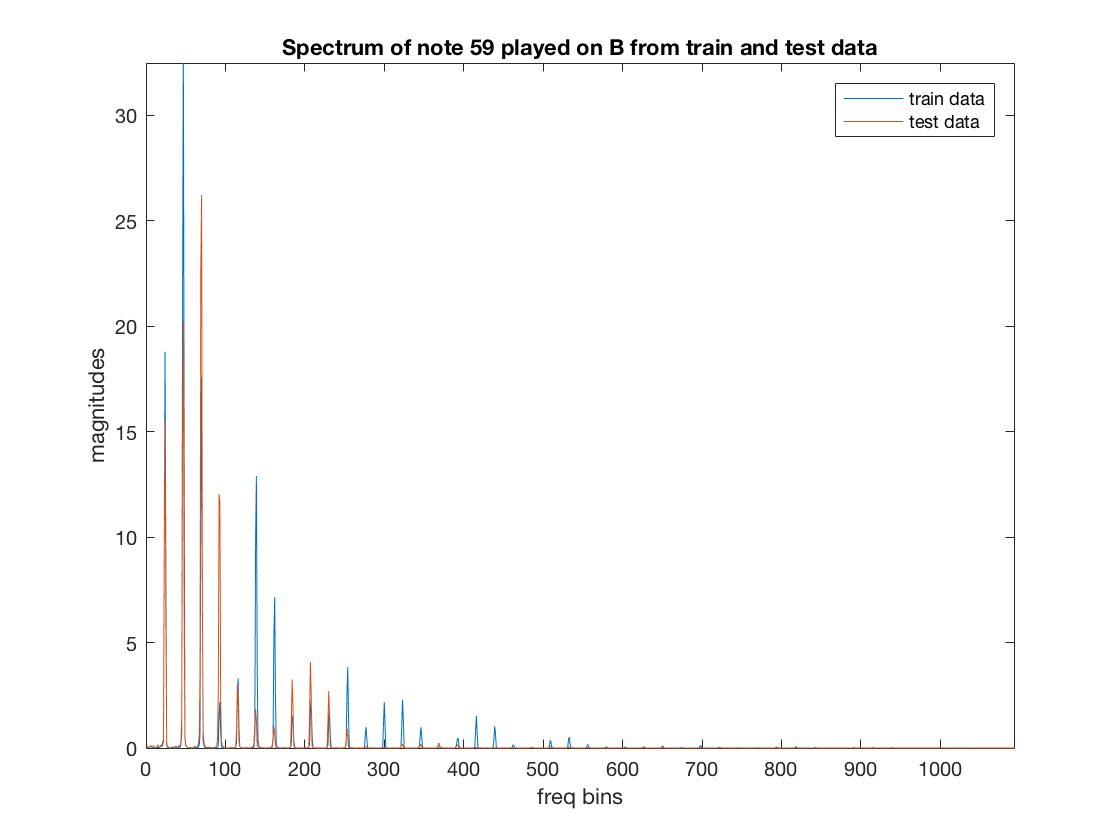 Spectrum of note 59 played on B from train and test data
train data
test data
30
25
20
15
10
5
0
magnitudes
0 100 200 300 400 500 600 700 800 900 1000
freq bins